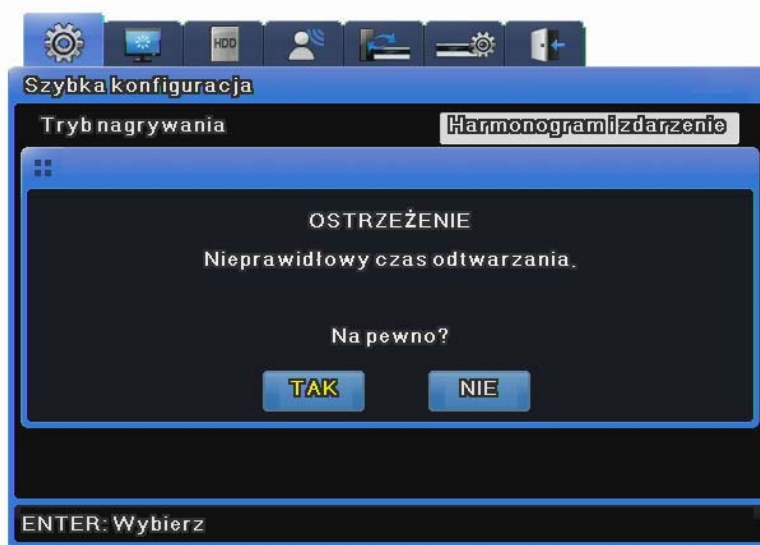 HDD
Szybka konfiguracja
Tryb nagrywania
Harmonogram i zdarzenie
OSTRZEŻENIE
Nieprawidłowy czas odtwarzania.
Na pewno?
TAK
NIE
ENTER: Wybierz